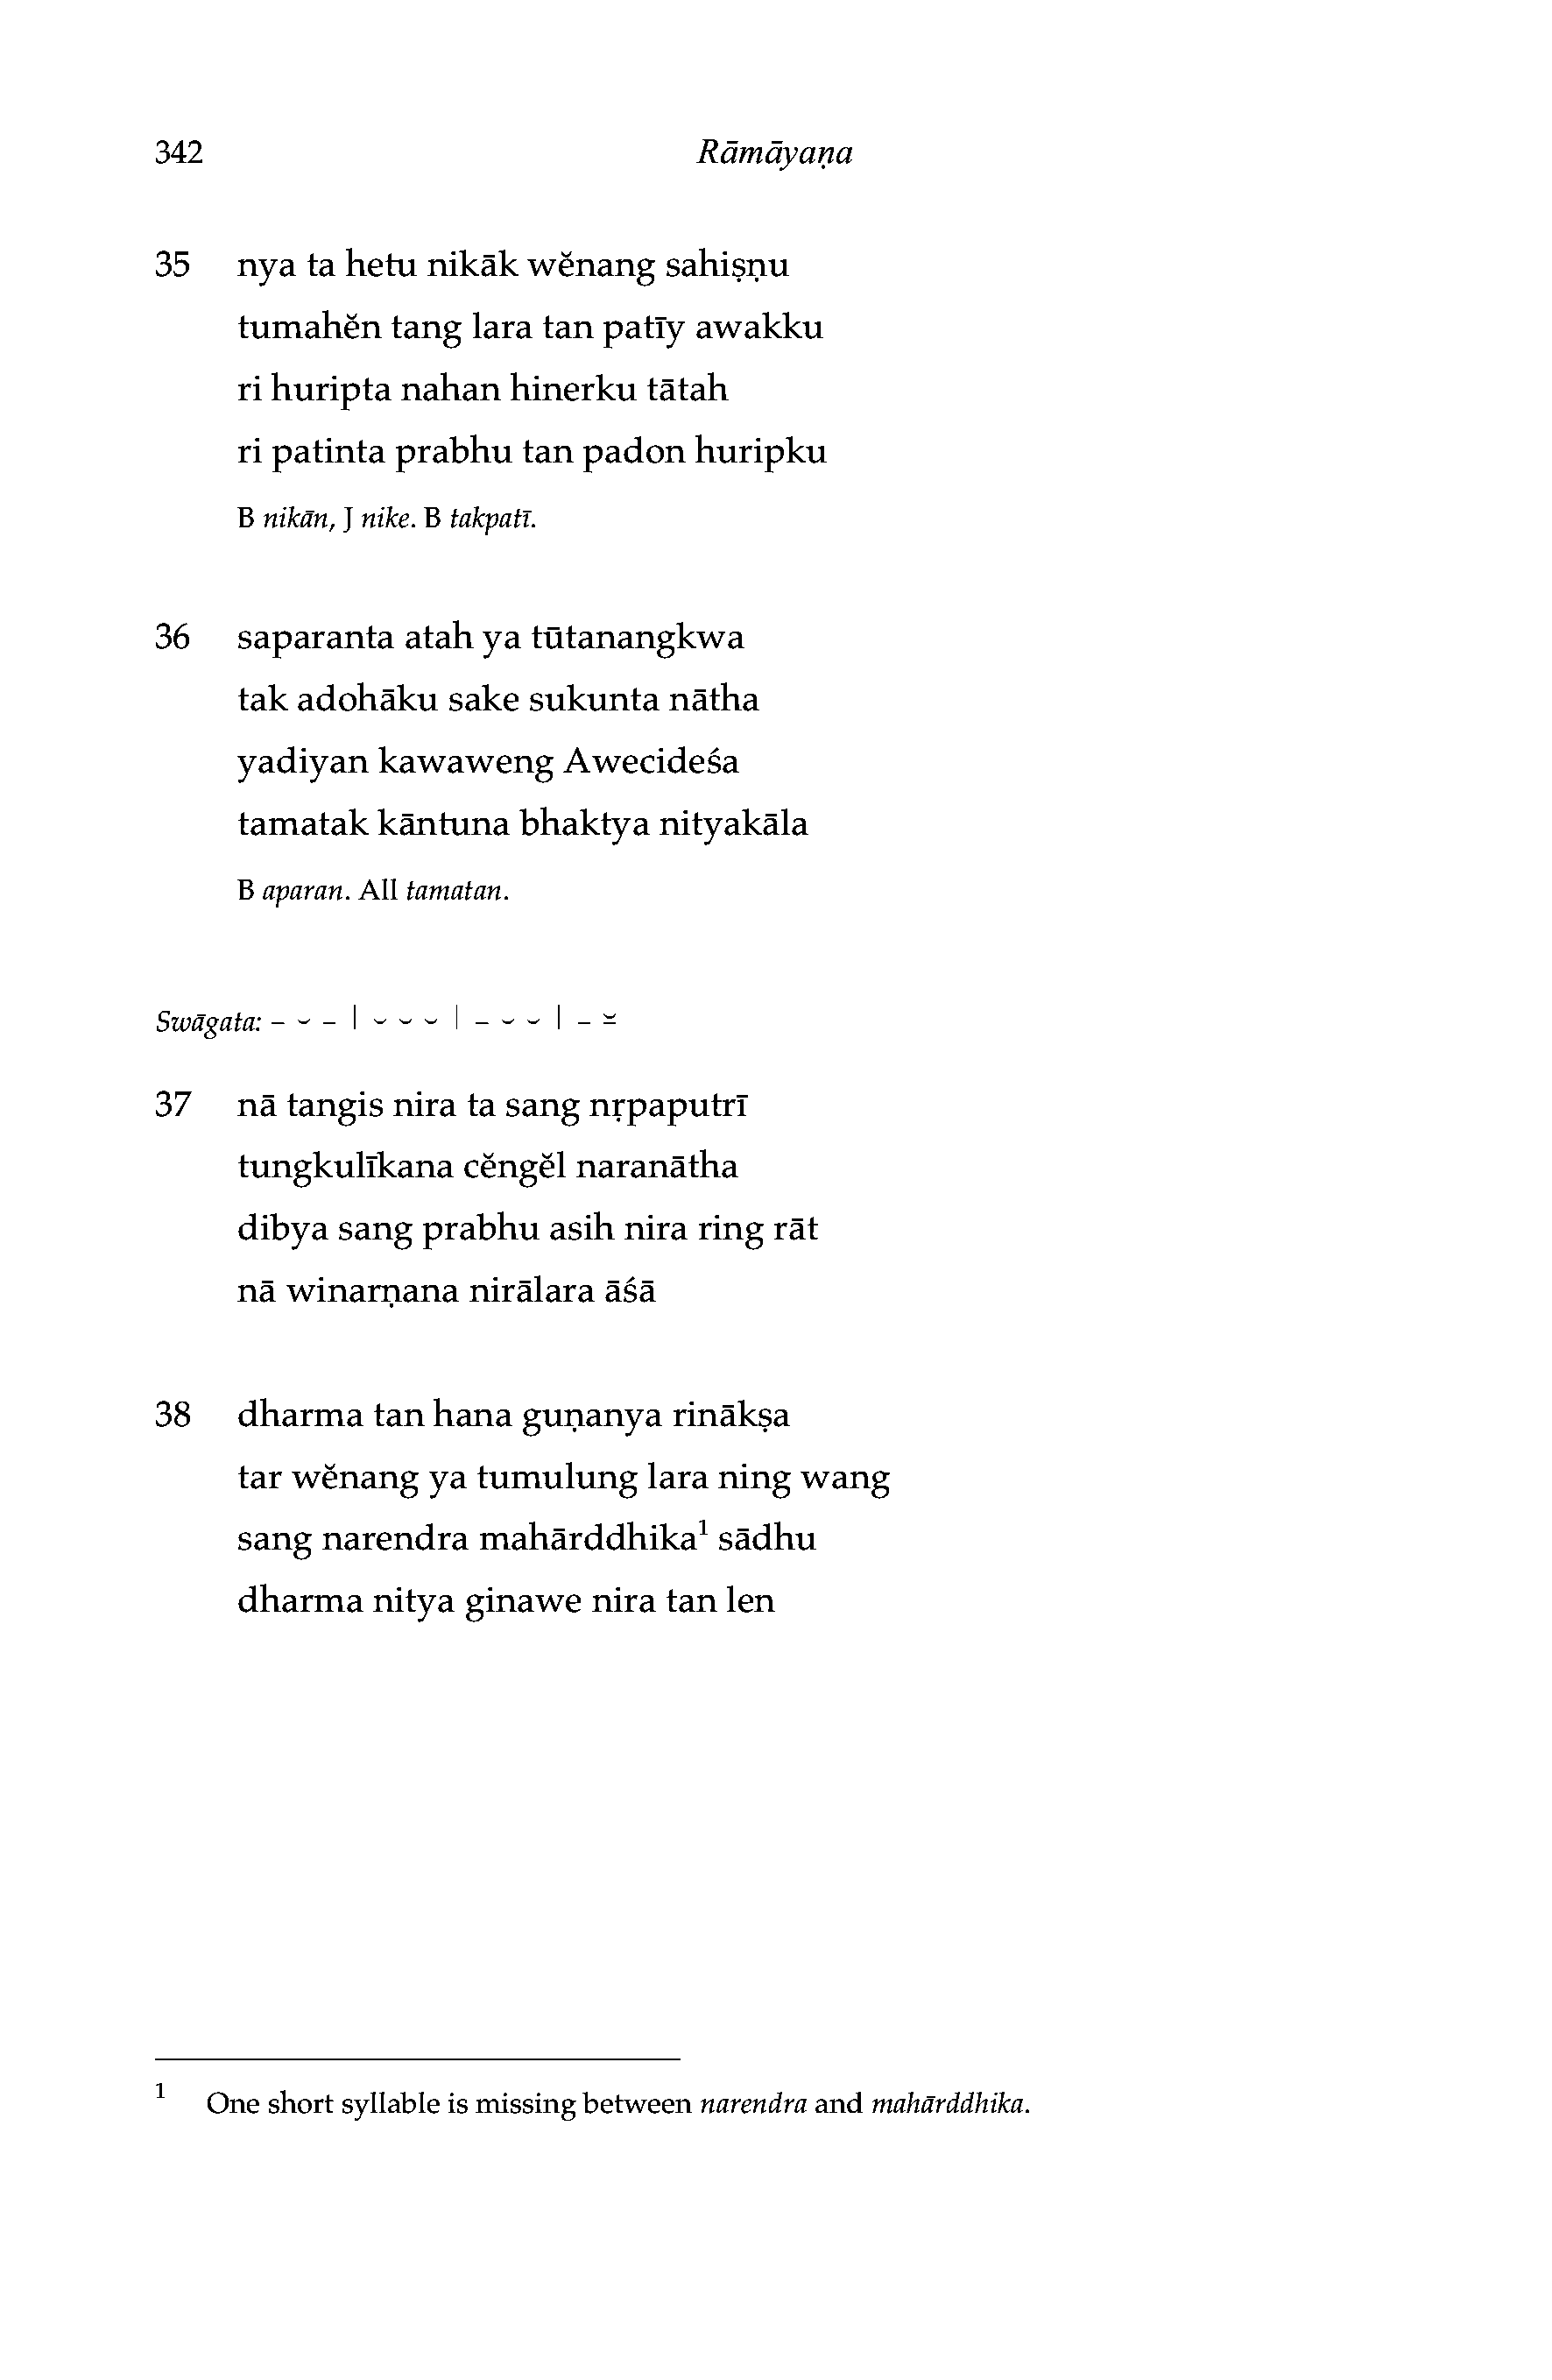 342 Rāmāyaṇa
35 nya ta hetu nikāk wĕnang sahiṣṇu
tumahĕn tang lara tan patīy awakku
ri huripta nahan hinerku tātah
ri patinta prabhu tan padon huripku
B nikān, J nike. B takpatī.
36 saparanta atah ya tūtanangkwa
tak adohāku sake sukunta nātha
yadiyan kawaweng Awecideśa
tamatak kāntuna bhaktya nityakāla
B aparan. All tamatan.
Swāgata: – ⏑ – | ⏑ ⏑ ⏑ | – ⏑ ⏑ | – ⏓
37 nā tangis nira ta sang nṛpaputrī
tungkulīkana cĕngĕl naranātha
dibya sang prabhu asih nira ring rāt
nā winarṇana nirālara āśā
38 dharma tan hana guṇanya rinākṣa
tar wĕnang ya tumulung lara ning wang
sang narendra mahārddhika¹ sādhu
dharma nitya ginawe nira tan len
1 One short syllable is missing between narendra and mahārddhika.